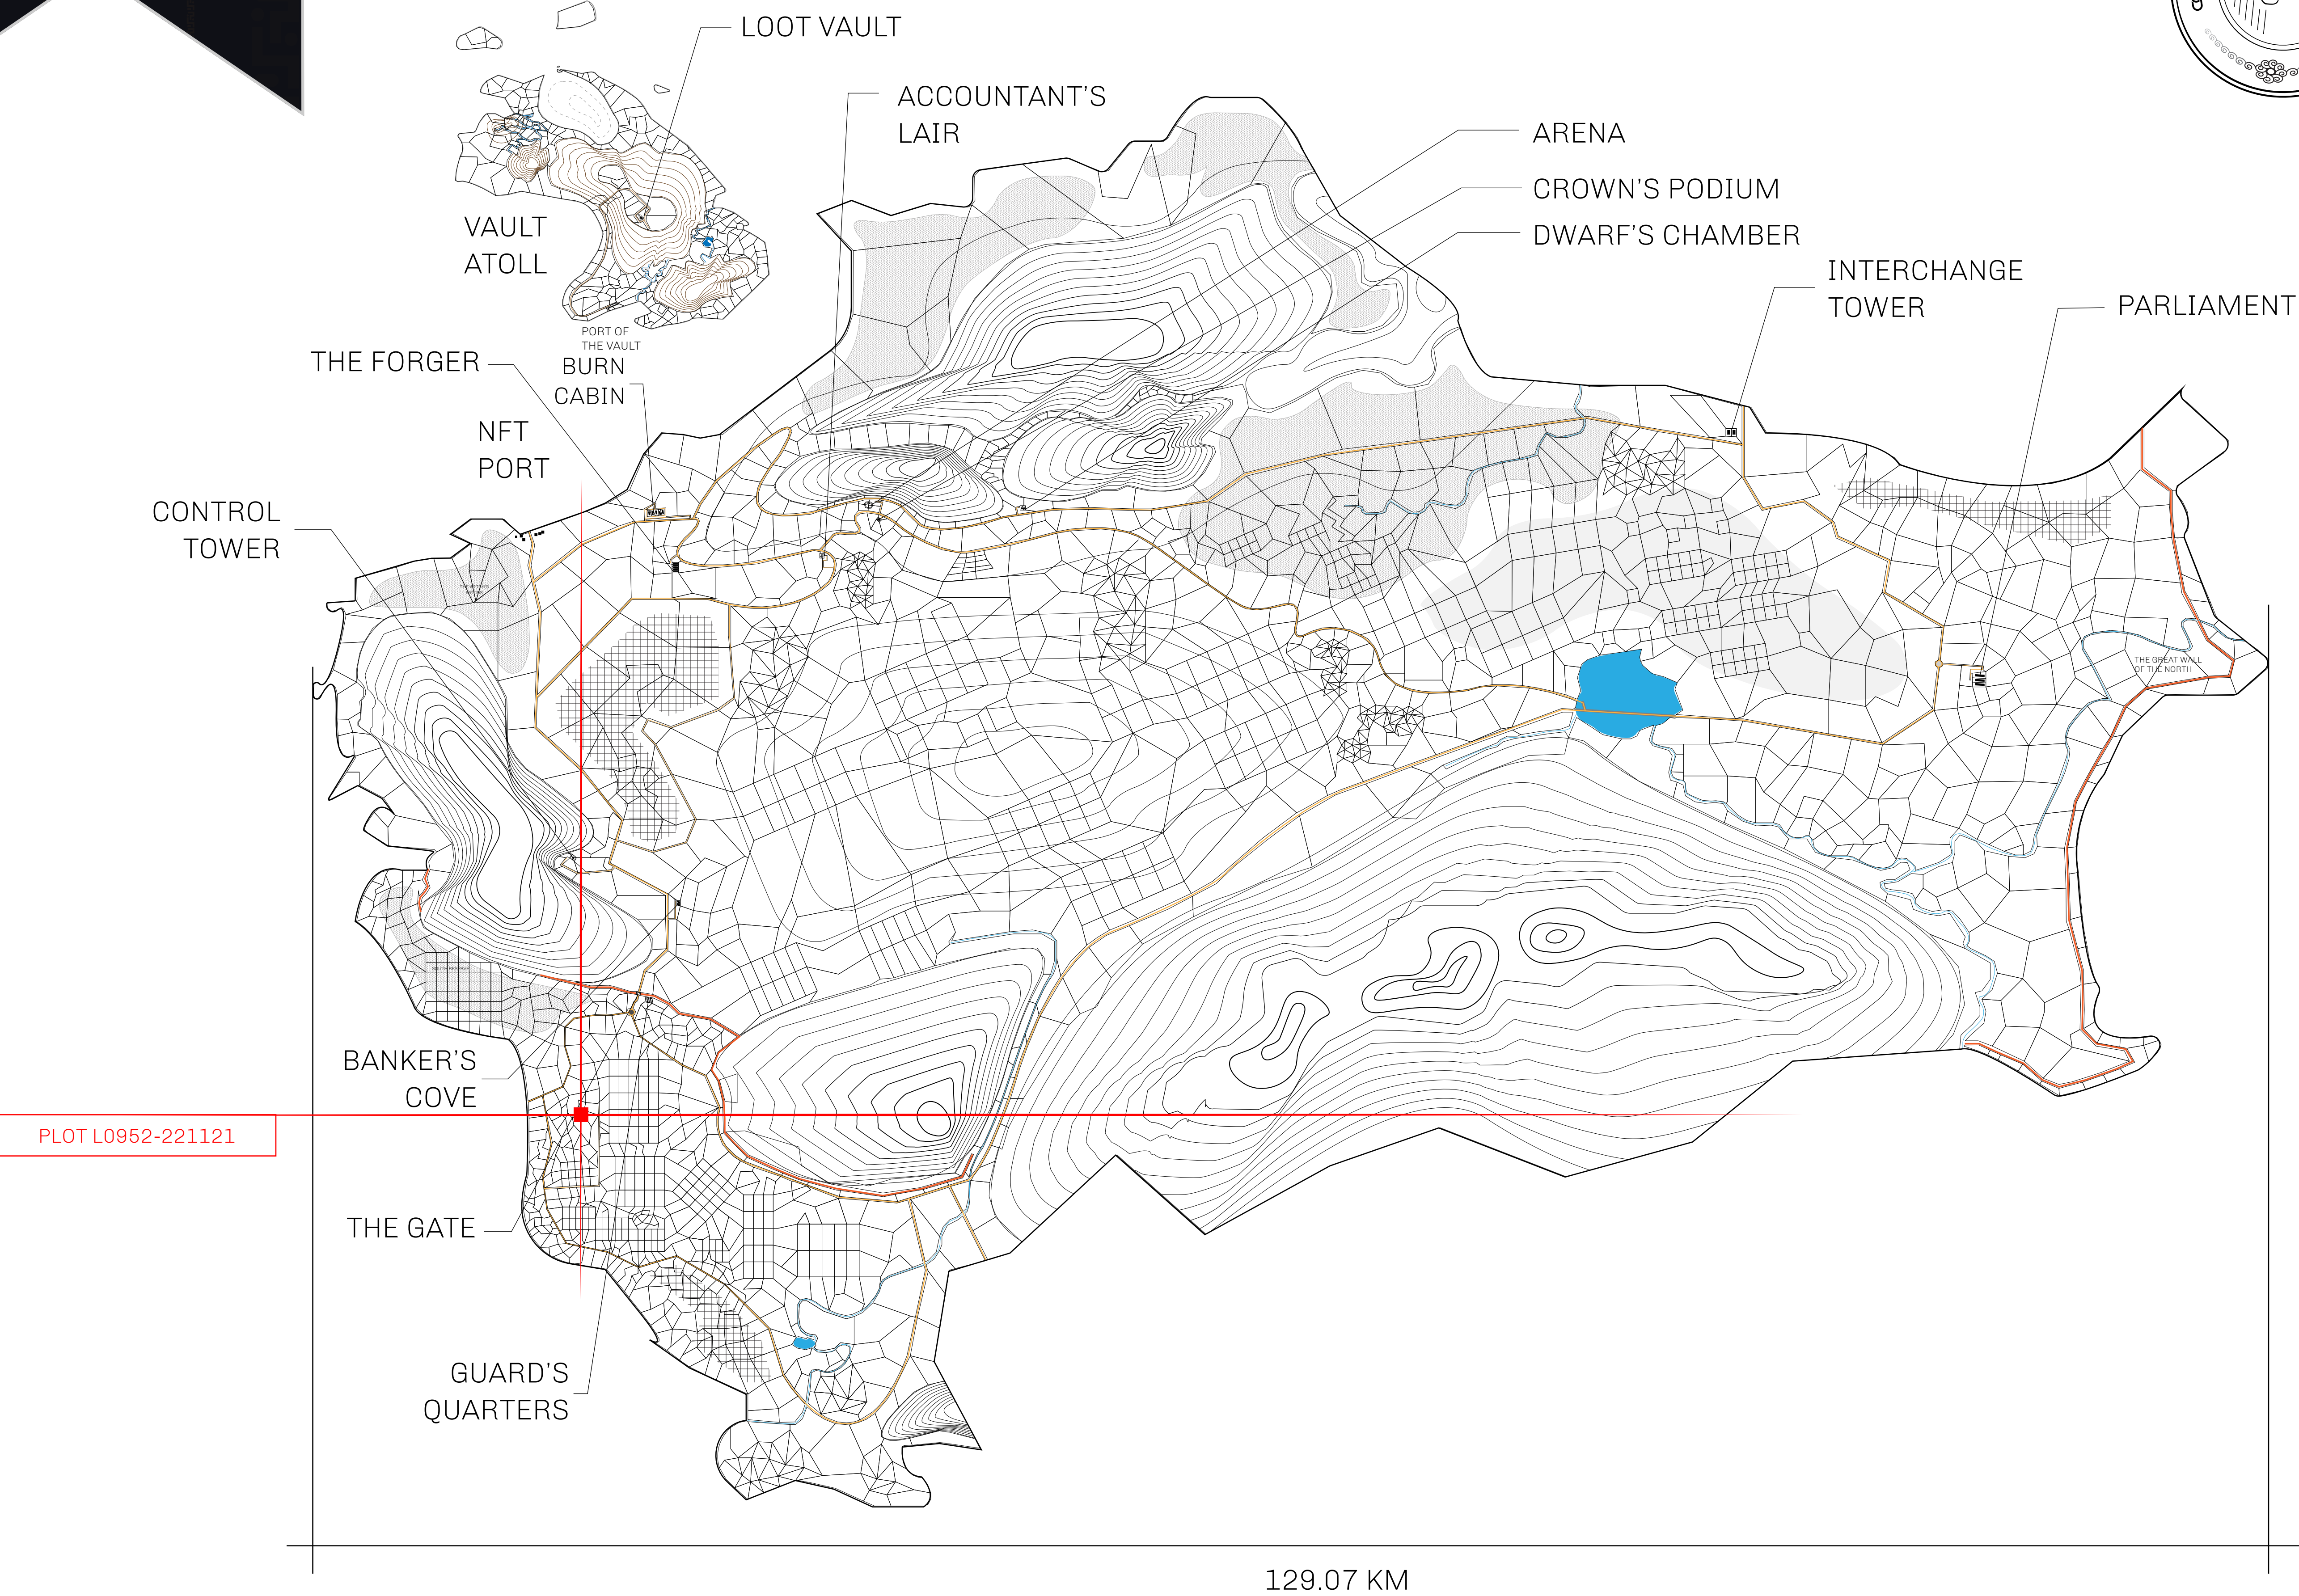 LOOT VAULT
ACCOUNTANT'S
LAIR
ARENA
CROWN'S PODIUM
DWARF'S CHAMBER
VAULT
ATOLL
INTERCHANGE
TOWER
PARLIAMENT
PORT OF
THE VAULT
THE FORGER
BURN
CABIN
NFT
PORT
CONTROL
TOWER
THE GREAT WALL
OF THE NORTH
SOUTH RESERVE
BANKER'S
COVE
PLOT L0952-221121
THE GATE
GUARD'S
QUARTERS
129.07 KM